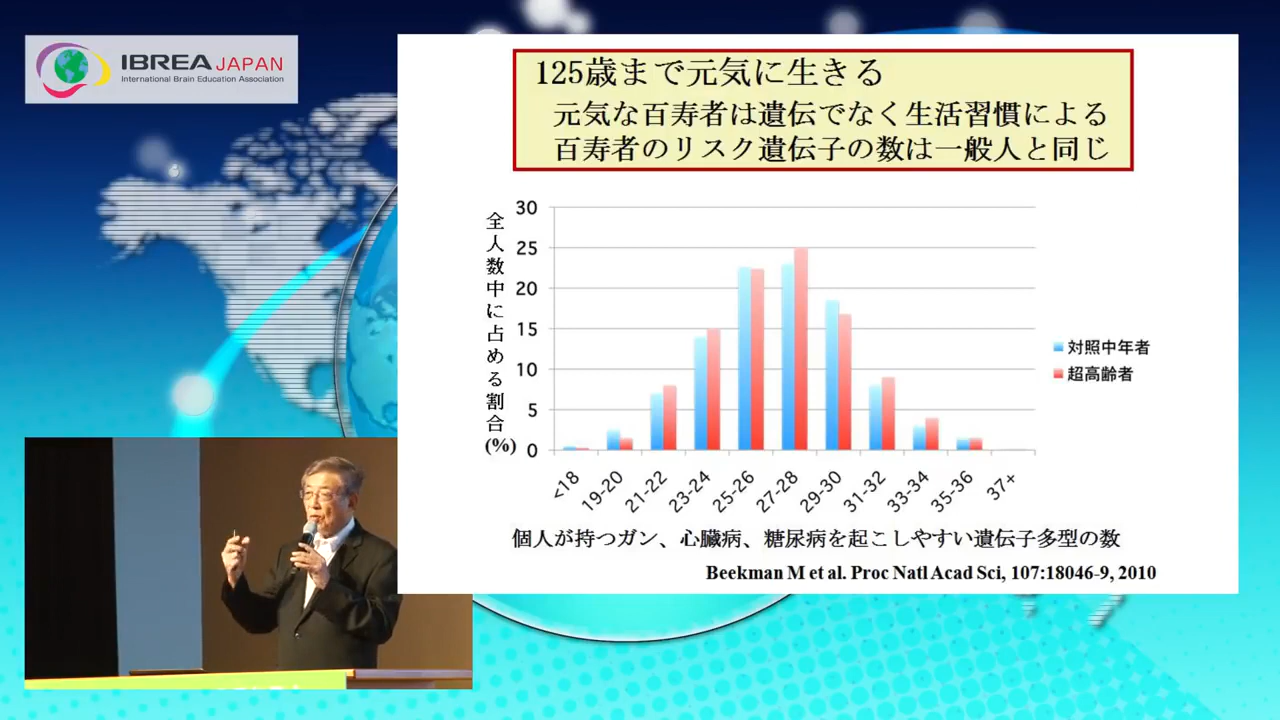 IBREA JAPAN
International Brain Education Association
125歳まで元気に生きる
元気な百寿者は遺伝でなく生活習慣による
百寿者のリスク遺伝子の数は一般人と同じ
全人数中に占める割合(%)
30
25
20
15
10
5
0
<18
19-20
21-22
23-24
25-26
27-28
29-30
31-32
33-34
35-36
37+
対照中年者
超高齢者
個人が持つガン、心臓病、糖尿病を起こしやすい遺伝子多型の数
Beekman M et al. Proc Natl Acad Sci, 107:18046-9, 2010